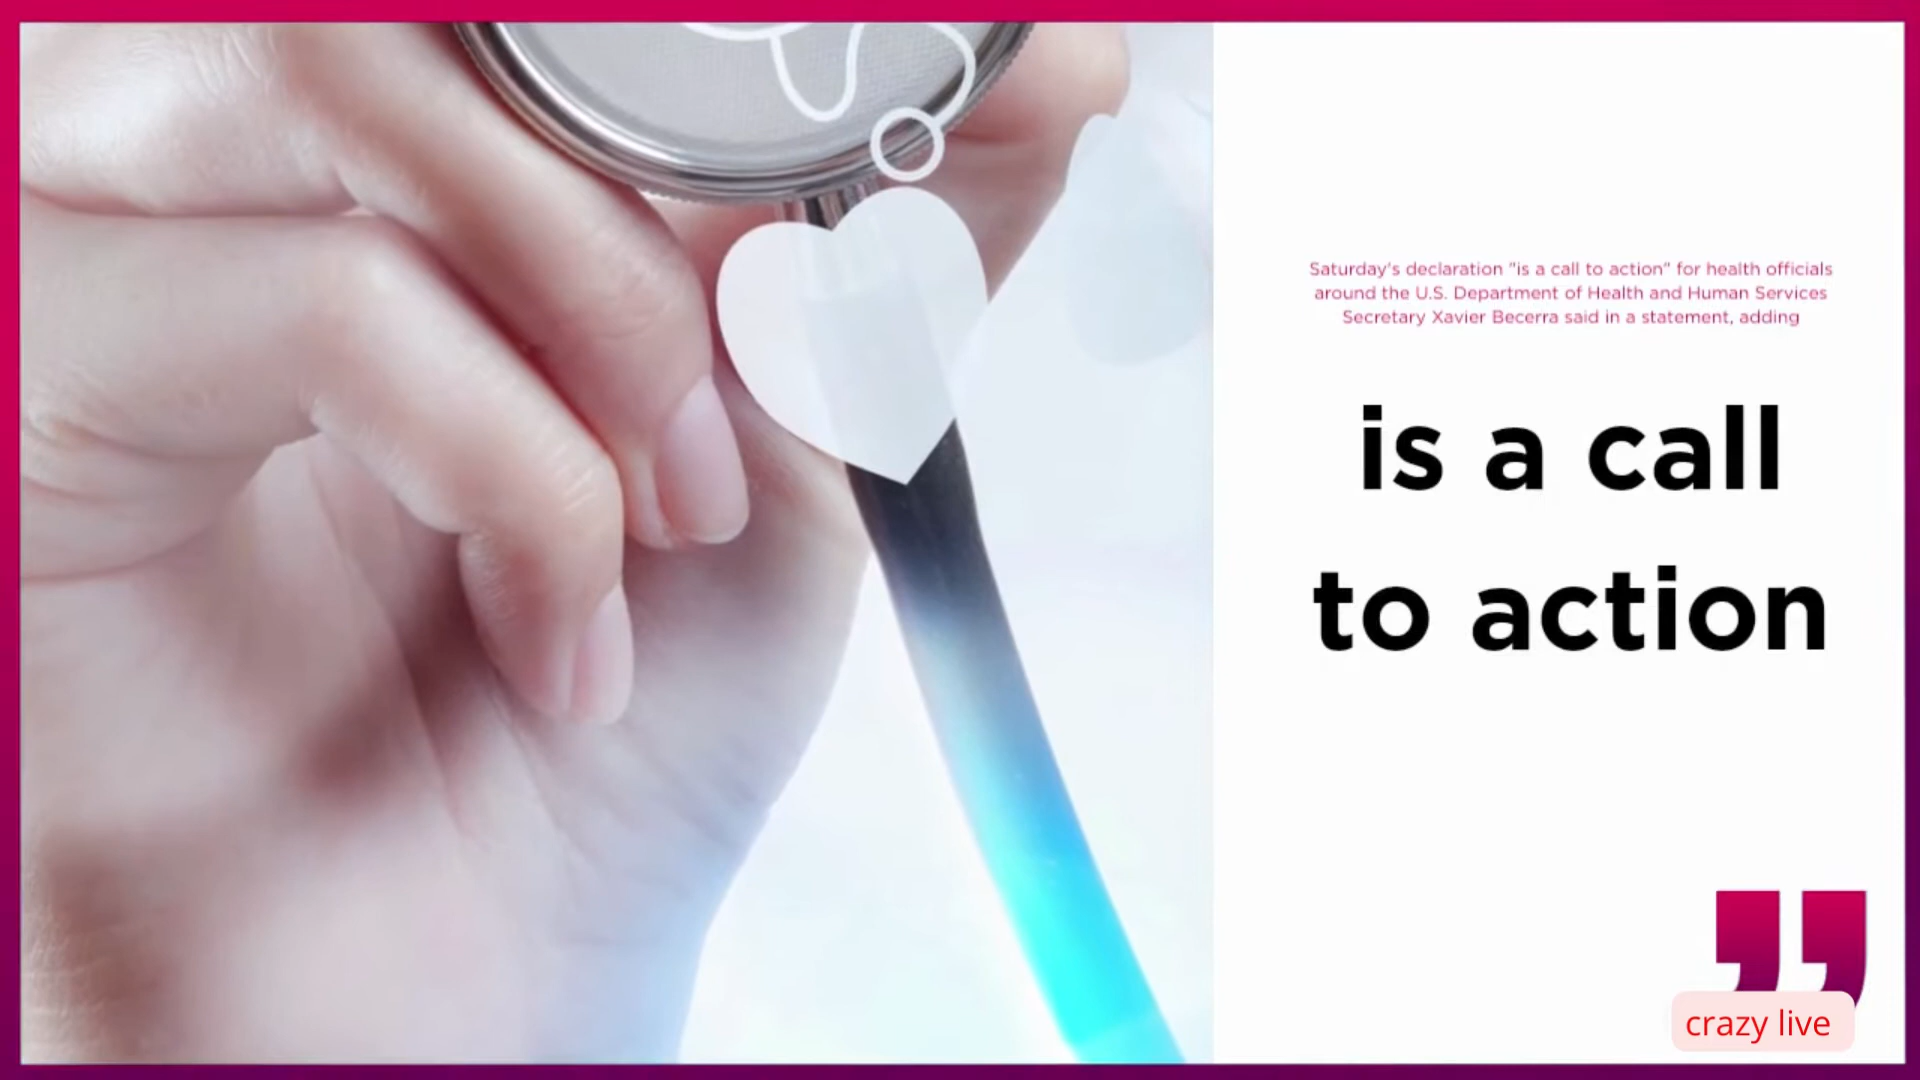 Saturday's declaration "is a call to action" for health officials
around the U.S. Department of Health and Human Services
Secretary Xavier Becerra said in a statement, adding
is a call
to action
crazy live